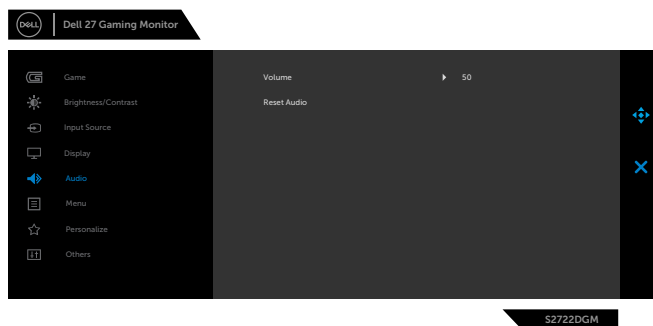 DELL
Dell 27 Gaming Monitor
Game
Volume 50
Brightness/Contrast
Reset Audio
Input Source
Display
Audio
Menu
Personalize
Others
S2722DGM